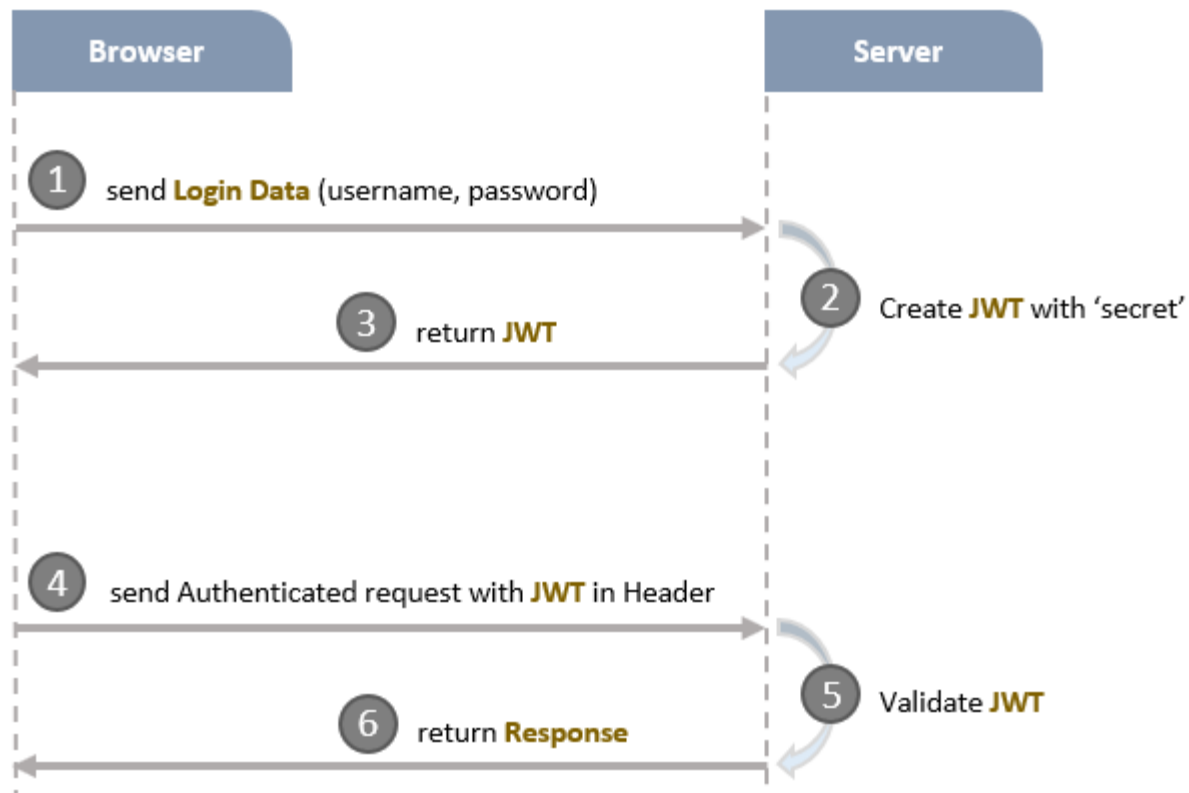 Browser
Server
1
send Login Data (username, password)
2
Create JWT with ‘secret’
3
return JWT
4
send Authenticated request with JWT in Header
5
Validate JWT
6
return Response